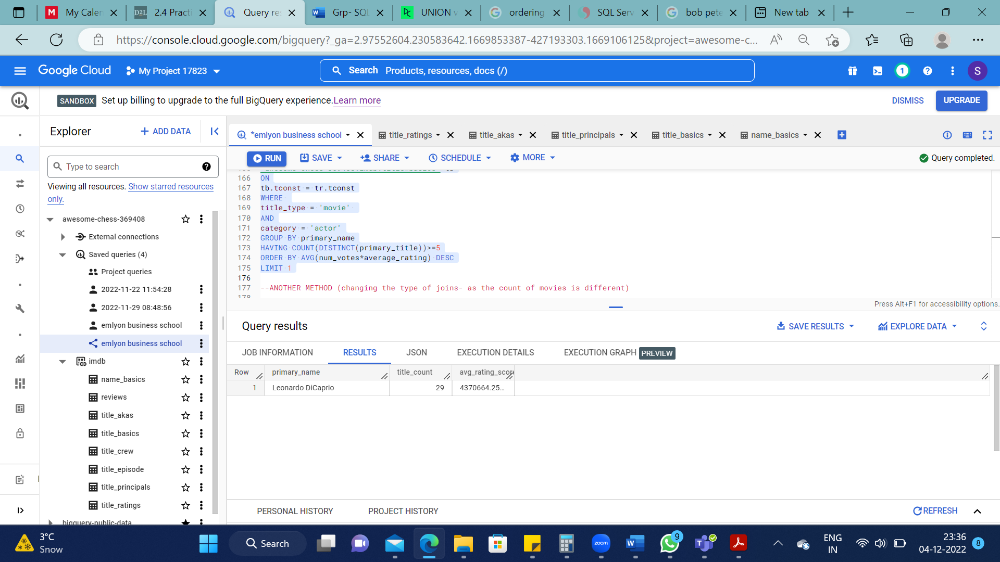 My Caler
2.4 Practi
Query re
Grp- SQL
UNION v
ordering
SQL Serv
bob pete
New tab
https://console.cloud.google.com/bigquery?_ga=2.97552604.230583642.1669853387-427193303.1669106125&project=awesome-c...
Google Cloud
My Project 17823
Search Products, resources, docs (/)
1
S
SANDBOX Set up billing to upgrade to the full BigQuery experience. Learn more
DISMISS
UPGRADE
Explorer
+ ADD DATA
*emlyon business school
title_ratings
title_akas
title_principals
title_basics
name_basics
RUN
SAVE
SHARE
SCHEDULE
MORE
Query completed.
Type to search
Viewing all resources. Show starred resources
only.
awesome-chess-369408
External connections
Saved queries (4)
Project queries
2022-11-22 11:54:28
2022-11-29 08:48:56
emlyon business school
emlyon business school
imdb
name_basics
reviews
title_akas
title_basics
title_crew
title_episode
title_principals
title_ratings
bigquery-public-data
166 ON
167 tb.tconst = tr.tconst
168 WHERE
169 title_type = 'movie'
170 AND
171 category = 'actor'
172 GROUP BY primary_name
173 HAVING COUNT(DISTINCT(primary_title))>=5
174 ORDER BY AVG(num_votes*average_rating) DESC
175 LIMIT 1
176
177 --ANOTHER METHOD (changing the type of joins- as the count of movies is different)
178
Press Alt+F1 for accessibility options.
Query results
SAVE RESULTS
EXPLORE DATA
JOB INFORMATION
RESULTS
JSON
EXECUTION DETAILS
EXECUTION GRAPH PREVIEW
Row primary_name title_count avg_rating_score
1 Leonardo DiCaprio 29 4370664.25...
PERSONAL HISTORY
PROJECT HISTORY
REFRESH
3°C
Snow
Search
zoom
9
ENG
IN
23:36
04-12-2022
8